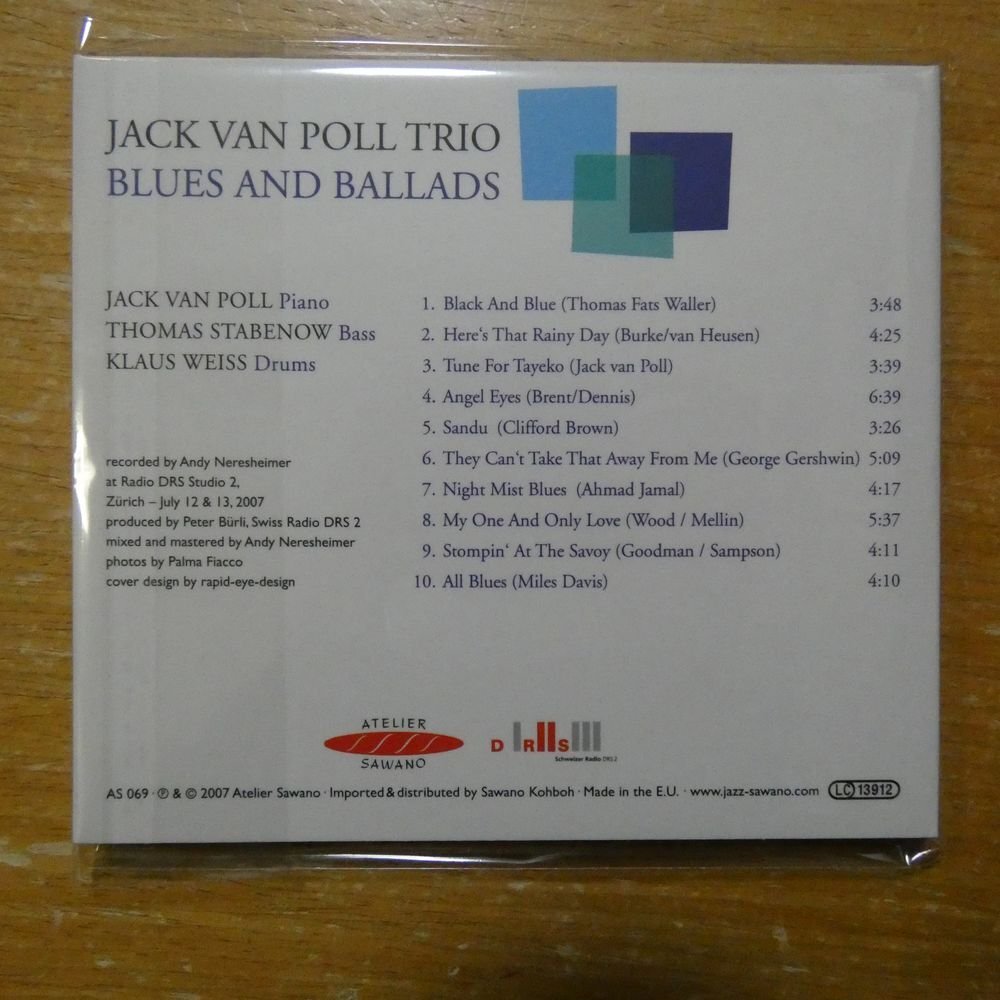 JACK VAN POLL TRIO
BLUES AND BALLADS
JACK VAN POLL Piano
THOMAS STABENOW Bass
KLAUS WEISS Drums
recorded by Andy Neresheimer
at Radio DRS Studio 2,
Zürich – July 12 & 13, 2007
produced by Peter Bürli, Swiss Radio DRS 2
mixed and mastered by Andy Neresheimer
photos by Palma Fiacco
cover design by rapid-eye-design
1. Black And Blue (Thomas Fats Waller) 3:48
2. Here‘s That Rainy Day (Burke/van Heusen) 4:25
3. Tune For Tayeko (Jack van Poll) 3:39
4. Angel Eyes (Brent/Dennis) 6:39
5. Sandu (Clifford Brown) 3:26
6. They Can‘t Take That Away From Me (George Gershwin) 5:09
7. Night Mist Blues (Ahmad Jamal) 4:17
8. My One And Only Love (Wood / Mellin) 5:37
9. Stompin‘ At The Savoy (Goodman / Sampson) 4:11
10. All Blues (Miles Davis) 4:10
ATELIER
SAWANO
D R S
Schweizer Radio DRS 2
AS 069 · ℗ & © 2007 Atelier Sawano · Imported & distributed by Sawano Kohboh · Made in the E.U. · www.jazz-sawano.com LC 13912